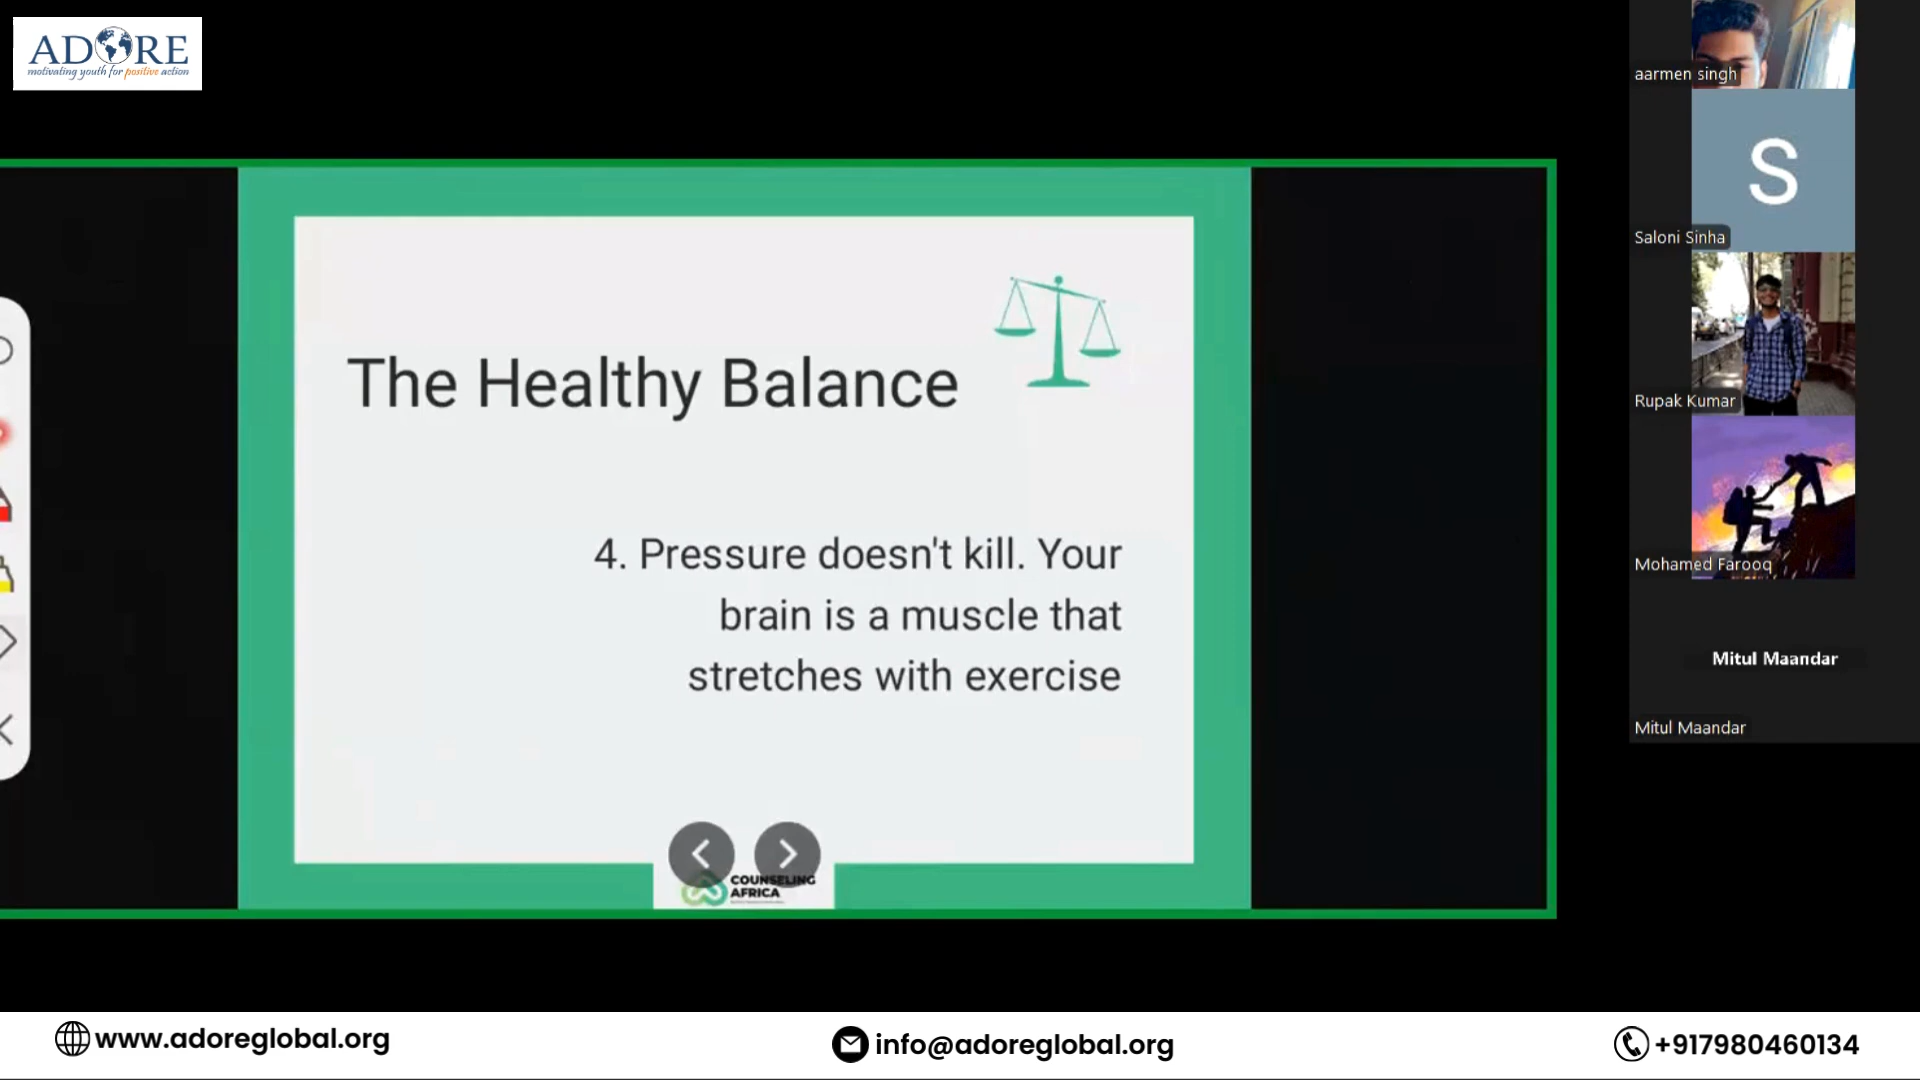 ADORE
motivating youth for positive action
aarmen singh
S
Saloni Sinha
Rupak Kumar
Mohamed Farooq
Mitul Maandar
Mitul Maandar
The Healthy Balance
4. Pressure doesn't kill. Your
brain is a muscle that
stretches with exercise
COUNSELING
AFRICA
www.adoreglobal.org
info@adoreglobal.org
+917980460134